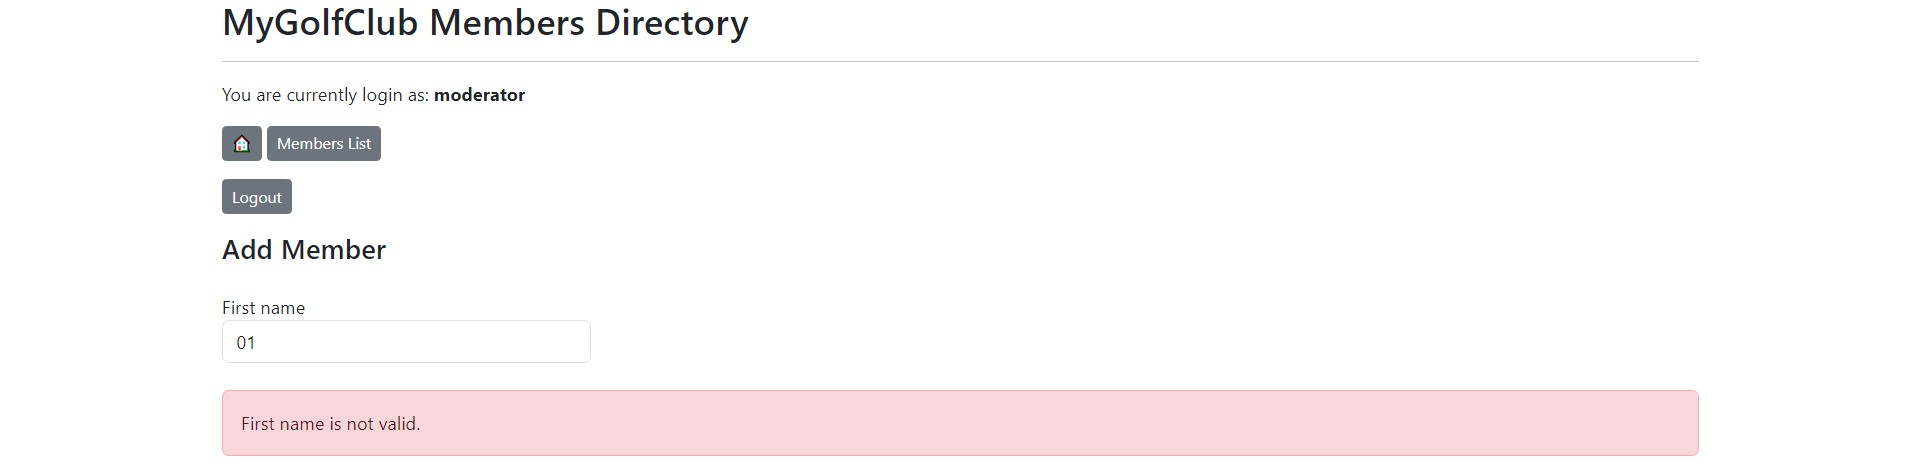 MyGolfClub Members Directory
You are currently login as: moderator
Members List
Logout
Add Member
First name
01
First name is not valid.